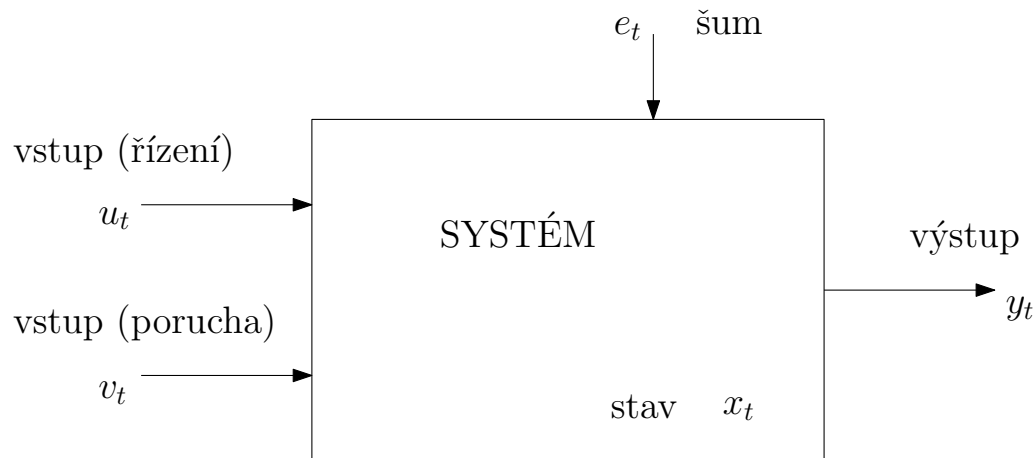 e_t šum
vstup (řízení)
u_t
SYSTÉM
výstup
y_t
vstup (porucha)
v_t
stav x_t